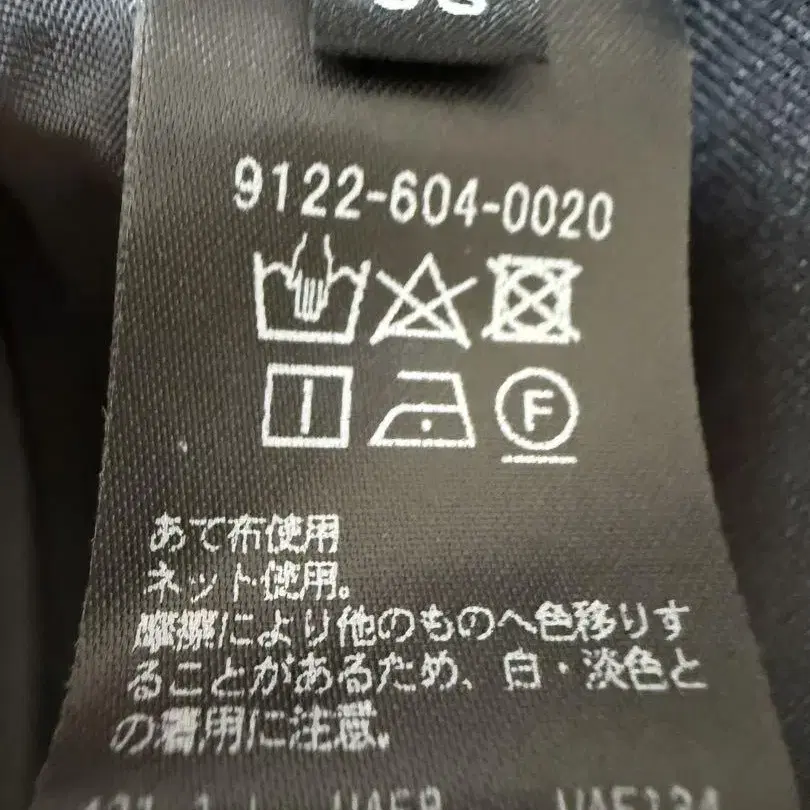 9122-604-0020
F
あて布使用
ネット使用。
摩擦により他のものへ色移りす
ることがあるため、白・淡色と
の着用に注意。